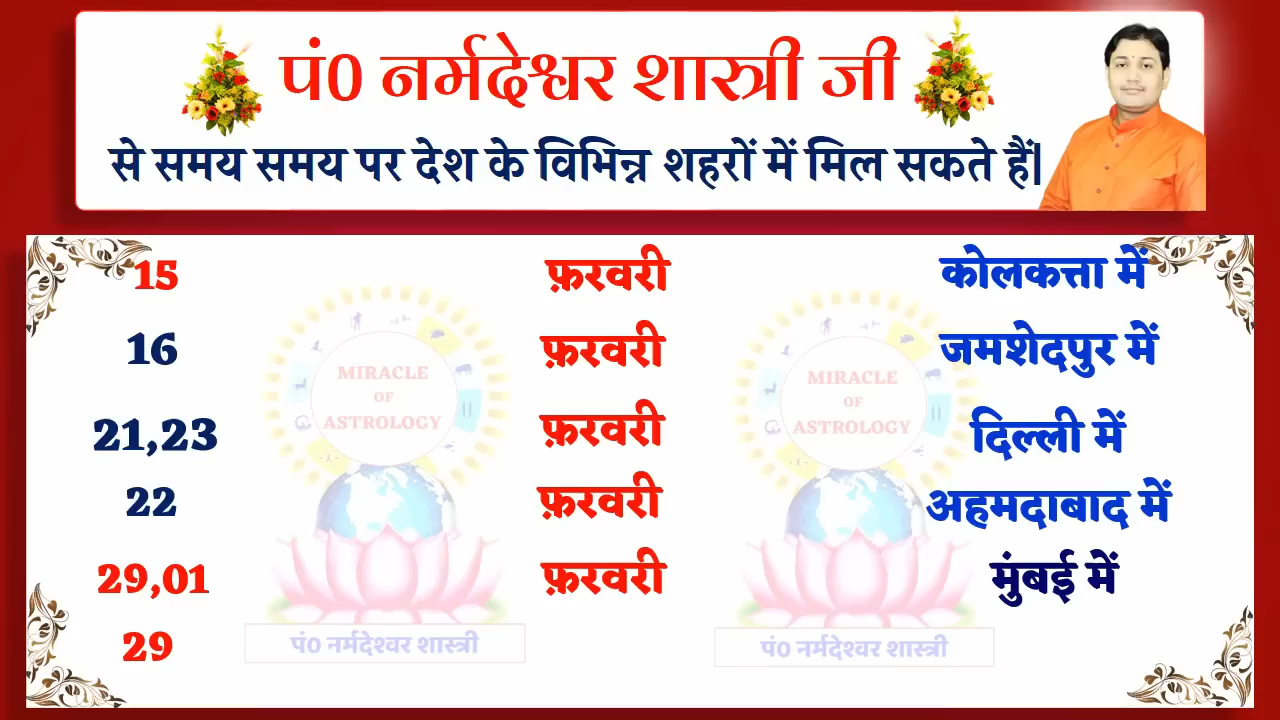 पं0 नर्मदेश्वर शास्त्री जी
से समय समय पर देश के विभिन्न शहरों में मिल सकते हैं|
15 फ़रवरी कोलकत्ता में
16 फ़रवरी जमशेदपुर में
21,23 फ़रवरी दिल्ली में
22 फ़रवरी अहमदाबाद में
29,01 फ़रवरी मुंबई में
29
MIRACLE
OF
ASTROLOGY
पं0 नर्मदेश्वर शास्त्री
MIRACLE
OF
ASTROLOGY
पं0 नर्मदेश्वर शास्त्री